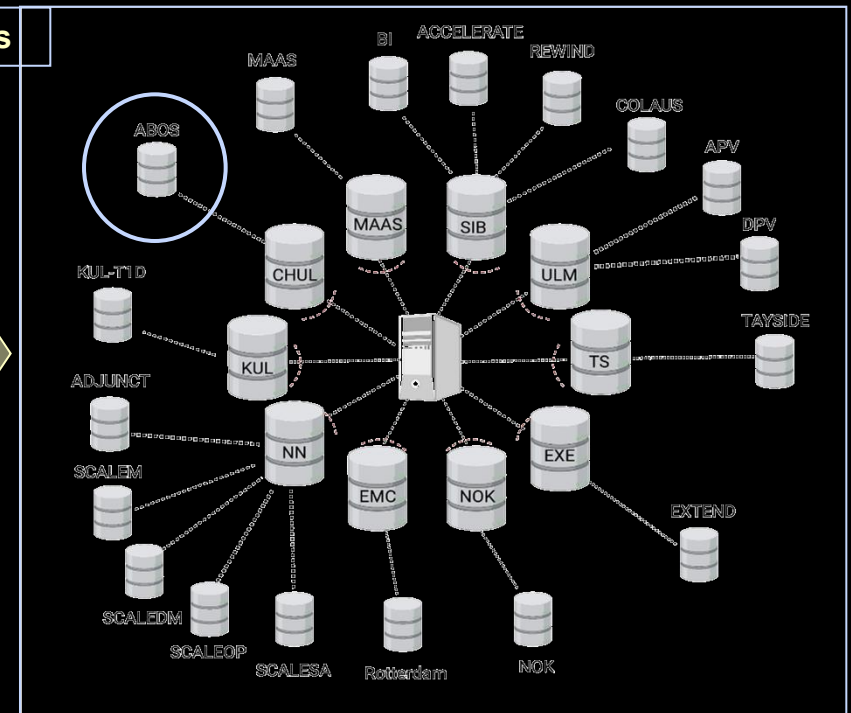 s
BI
ACCELERATE
MAAS
REWIND
COLAUS
ABOS
APV
MAAS
SIB
DPV
CHUL
ULM
KUL-T1D
TAYSIDE
KUL
TS
ADJUNCT
NN
EXE
SCALEM
EMC
NOK
EXTEND
SCALEDM
SCALEOP
SCALESA
Rotterdam
NOK